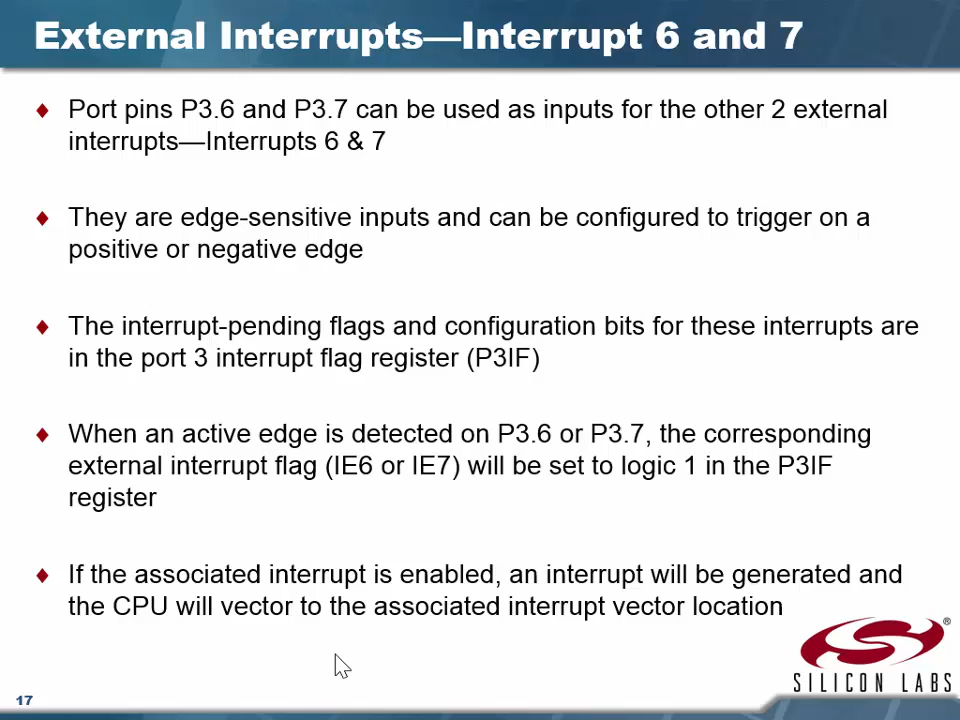 External Interrupts—Interrupt 6 and 7
♦ Port pins P3.6 and P3.7 can be used as inputs for the other 2 external
interrupts—Interrupts 6 & 7
♦ They are edge-sensitive inputs and can be configured to trigger on a
positive or negative edge
♦ The interrupt-pending flags and configuration bits for these interrupts are
in the port 3 interrupt flag register (P3IF)
♦ When an active edge is detected on P3.6 or P3.7, the corresponding
external interrupt flag (IE6 or IE7) will be set to logic 1 in the P3IF
register
♦ If the associated interrupt is enabled, an interrupt will be generated and
the CPU will vector to the associated interrupt vector location
®
SILICON LABS
17